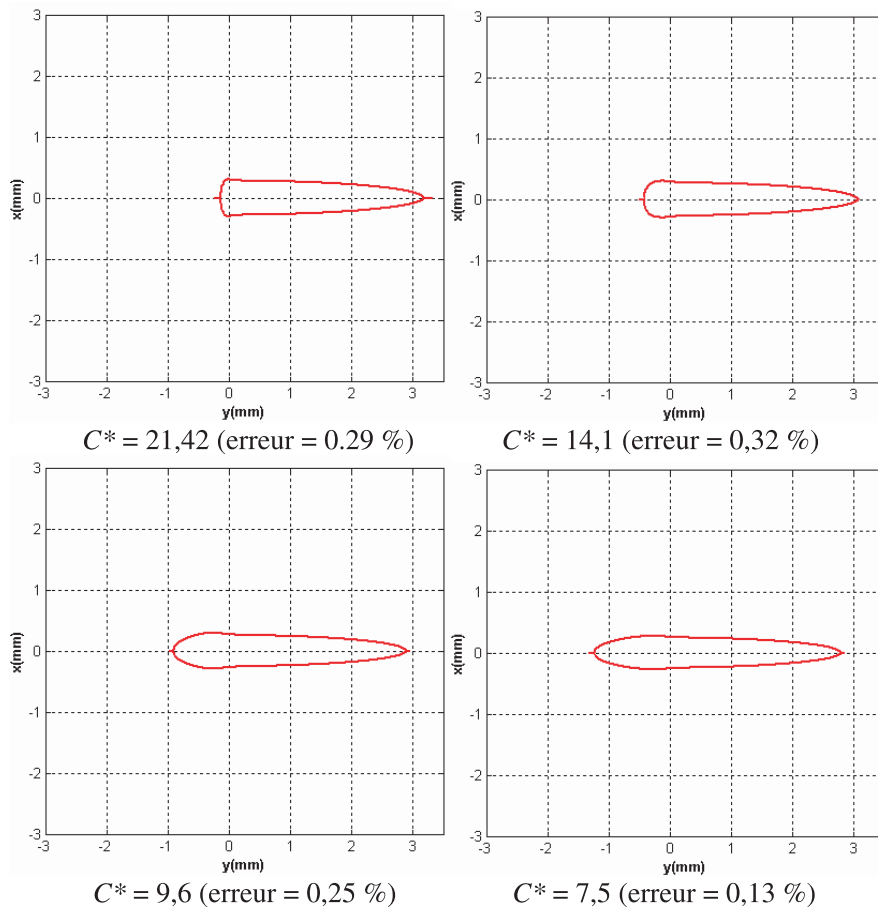 3
2
1
0
-1
-2
-3
x(mm)
-3 -2 -1 0 1 2 3
y(mm)
C* = 21,42 (erreur = 0.29 %)
3
2
1
0
-1
-2
-3
x(mm)
-3 -2 -1 0 1 2 3
y(mm)
C* = 14,1 (erreur = 0,32 %)
3
2
1
0
-1
-2
-3
x(mm)
-3 -2 -1 0 1 2 3
y(mm)
C* = 9,6 (erreur = 0,25 %)
3
2
1
0
-1
-2
-3
x(mm)
-3 -2 -1 0 1 2 3
y(mm)
C* = 7,5 (erreur = 0,13 %)